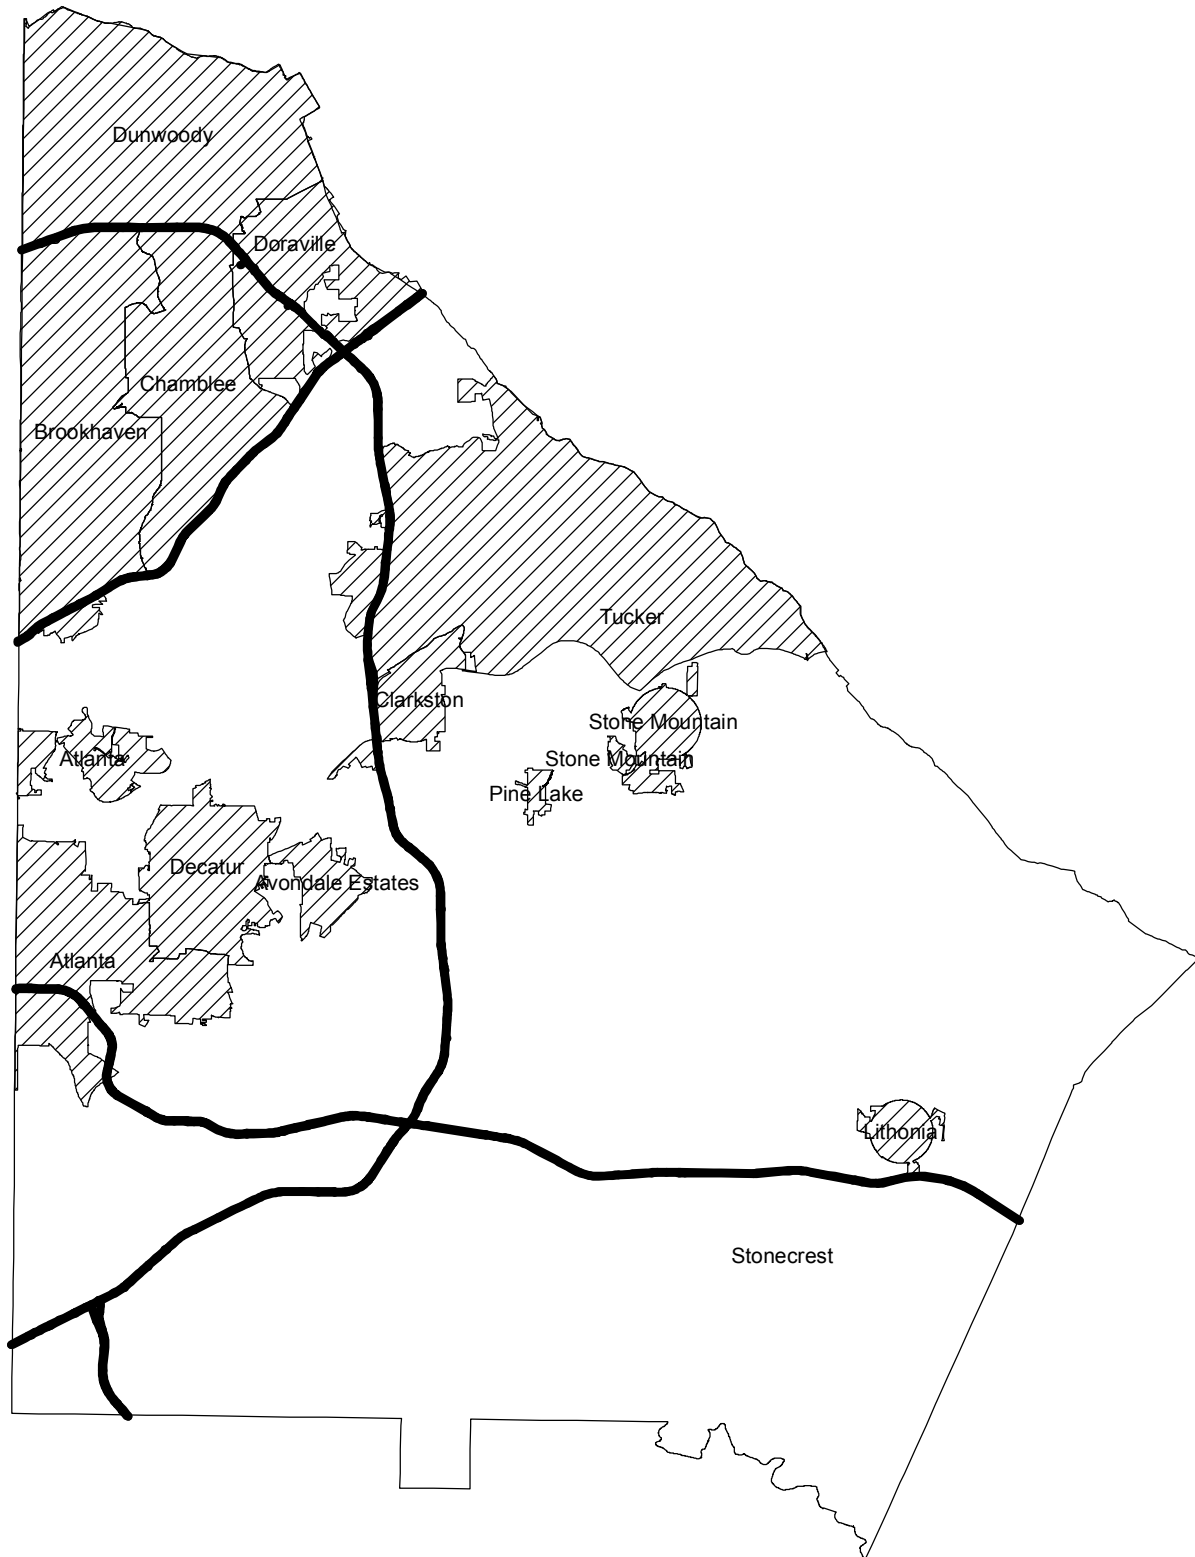 Dunwoody
Doraville
Chamblee
Brookhaven
Tucker
Clarkston
Stone Mountain
Atlanta
Stone Mountain
Pine Lake
Decatur
Avondale Estates
Atlanta
Lithonia
Stonecrest